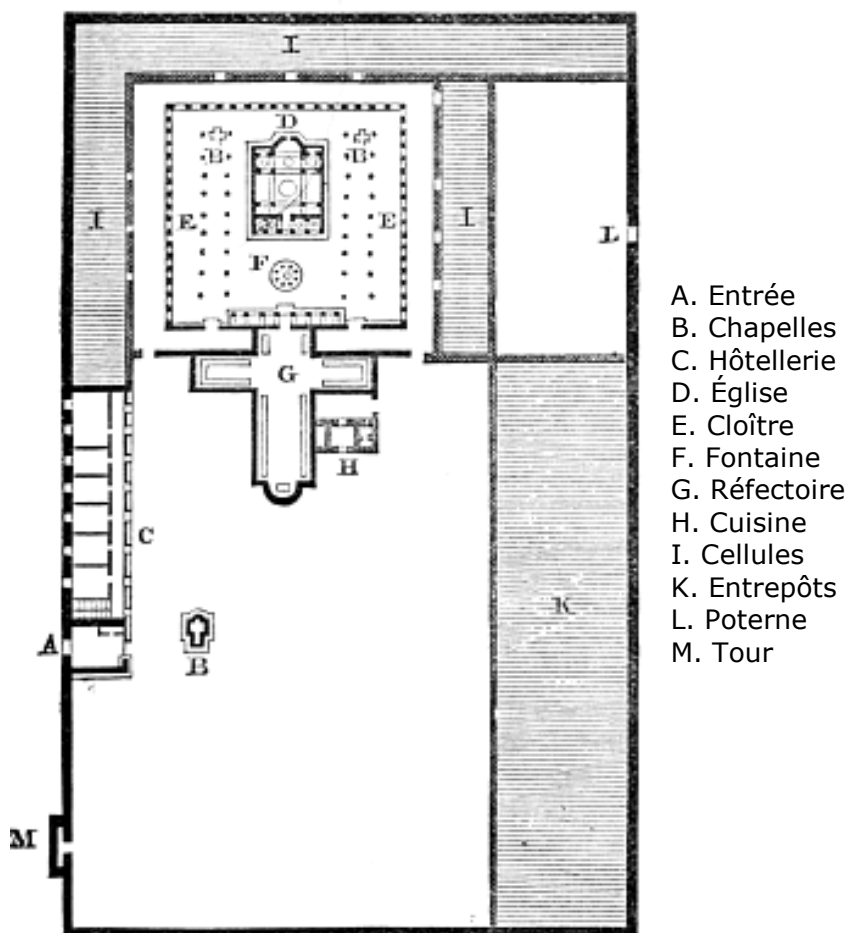 I
D
B
B
E
E
I
I
L
F
G
H
C
K
A
B
M
A. Entrée
B. Chapelles
C. Hôtellerie
D. Église
E. Cloître
F. Fontaine
G. Réfectoire
H. Cuisine
I. Cellules
K. Entrepôts
L. Poterne
M. Tour